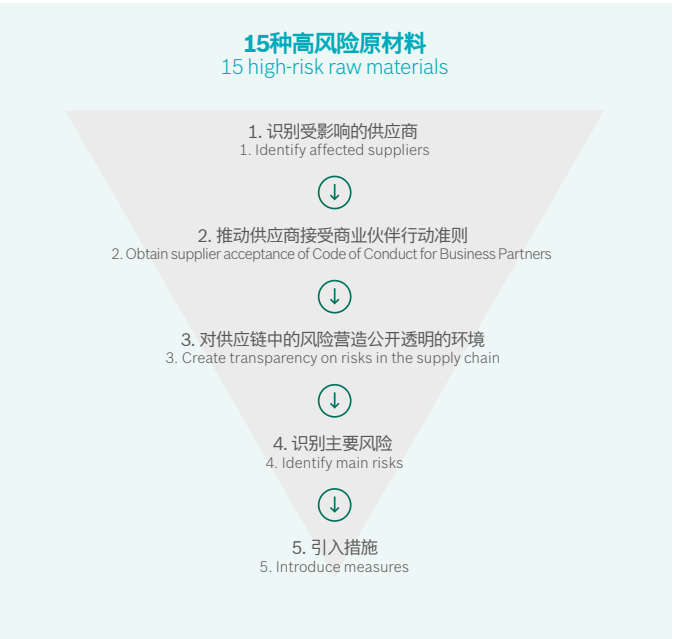 15种高风险原材料
15 high-risk raw materials
1. 识别受影响的供应商
1. Identify affected suppliers
2. 推动供应商接受商业伙伴行动准则
2. Obtain supplier acceptance of Code of Conduct for Business Partners
3. 对供应链中的风险营造公开透明的环境
3. Create transparency on risks in the supply chain
4. 识别主要风险
4. Identify main risks
5. 引入措施
5. Introduce measures